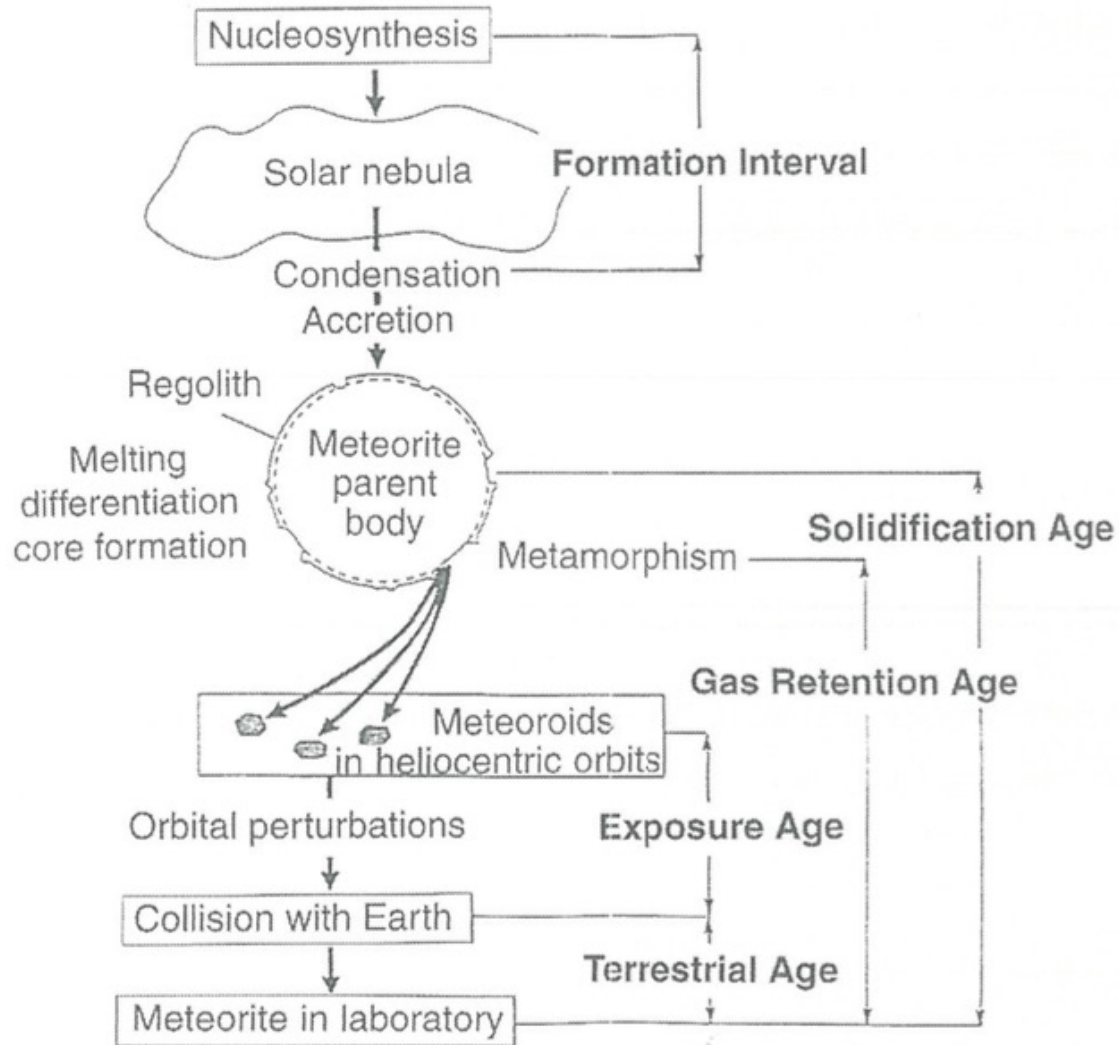 Nucleosynthesis
Solar nebula
Formation Interval
Condensation
Accretion
Regolith
Melting
differentiation
core formation
Meteorite
parent
body
Solidification Age
Metamorphism
Gas Retention Age
Meteoroids
in heliocentric orbits
Orbital perturbations
Exposure Age
Collision with Earth
Terrestrial Age
Meteorite in laboratory